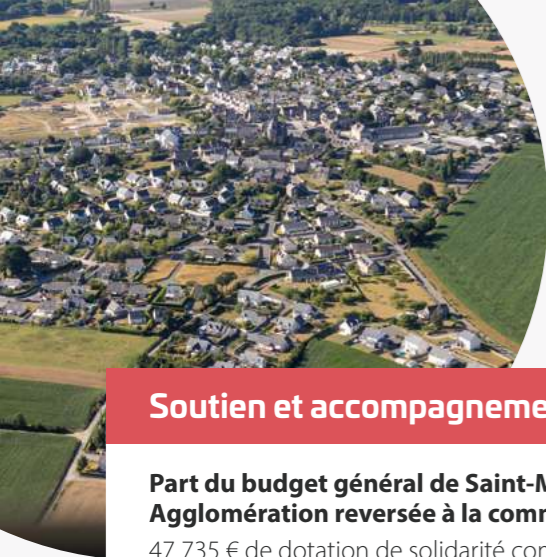 Soutien et accompagneme
Part du budget général de Saint-M
Agglomération reversée à la comm
47 735 € de dotation de solidarité com